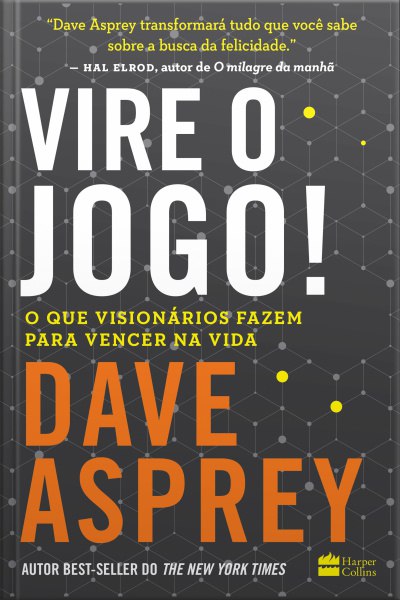 “Dave Asprey transformará tudo que você sabe
sobre a busca da felicidade.”
— HAL ELROD, autor de O milagre da manhã
VIRE O
JOGO!
O QUE VISIONÁRIOS FAZEM
PARA VENCER NA VIDA
DAVE
ASPREY
AUTOR BEST-SELLER DO THE NEW YORK TIMES
Harper
Collins